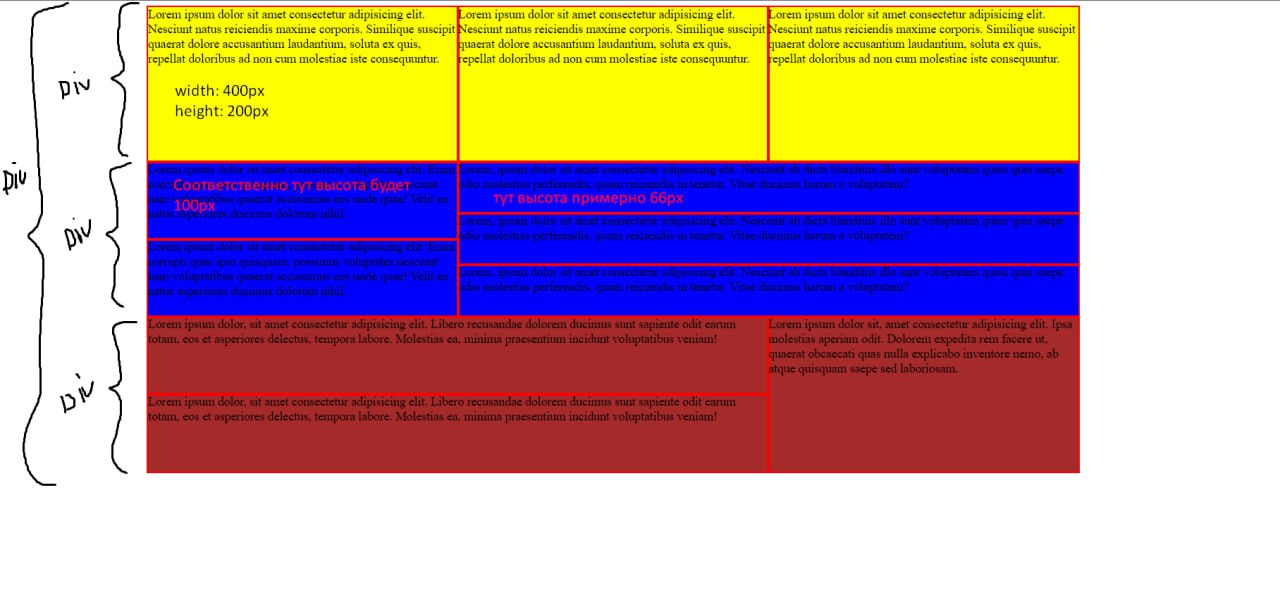 Div
Div
Div
Div
Lorem ipsum dolor sit amet consectetur adipisicing elit.
Nesciunt natus reiciendis maxime corporis. Similique suscipit
quaerat dolore accusantium laudantium, soluta ex quis,
repellat doloribus ad non cum molestiae iste consequuntur.
width: 400px
height: 200px
Lorem ipsum dolor sit amet consectetur adipisicing elit.
Nesciunt natus reiciendis maxime corporis. Similique suscipit
quaerat dolore accusantium laudantium, soluta ex quis,
repellat doloribus ad non cum molestiae iste consequuntur.
Lorem ipsum dolor sit amet consectetur adipisicing elit.
Nesciunt natus reiciendis maxime corporis. Similique suscipit
quaerat dolore accusantium laudantium, soluta ex quis,
repellat doloribus ad non cum molestiae iste consequuntur.
Lorem ipsum dolor sit amet consectetur adipisicing elit. Enim
Соответственно тут высота будет
100px
quaerat accusamus eos unde quae! Velit ea
natus asperiores ducimus dolorum nihil.
Lorem ipsum dolor sit amet consectetur adipisicing elit. Enim
corrupti quas ipsa quisquam, possimus voluptates nesciunt
nam voluptatibus quaerat accusamus eos unde quae! Velit ea
natus asperiores ducimus dolorum nihil.
Lorem, ipsum dolor sit amet consectetur adipisicing elit. Nesciunt ab dicta blanditiis illo sunt voluptatem quasi quia saepe
odio molestias perferendis, quam reiciendis in tenetur. Vitae ducimus harum a voluptatem?
тут высота примерно 66px
Lorem, ipsum dolor sit amet consectetur adipisicing elit. Nesciunt ab dicta blanditiis illo sunt voluptatem quasi quia saepe
odio molestias perferendis, quam reiciendis in tenetur. Vitae ducimus harum a voluptatem?
Lorem, ipsum dolor sit amet consectetur adipisicing elit. Nesciunt ab dicta blanditiis illo sunt voluptatem quasi quia saepe
odio molestias perferendis, quam reiciendis in tenetur. Vitae ducimus harum a voluptatem?
Lorem ipsum dolor, sit amet consectetur adipisicing elit. Libero recusandae dolorem ducimus sunt sapiente odit earum
totam, eos et asperiores delectus, tempora labore. Molestias ea, minima praesentium incidunt voluptatibus veniam!
Lorem ipsum dolor, sit amet consectetur adipisicing elit. Libero recusandae dolorem ducimus sunt sapiente odit earum
totam, eos et asperiores delectus, tempora labore. Molestias ea, minima praesentium incidunt voluptatibus veniam!
Lorem ipsum dolor sit, amet consectetur adipisicing elit. Ipsa
molestias aperiam odit. Dolorem expedita rem facere ut,
quaerat obcaecati quas nulla explicabo inventore nemo, ab
atque quisquam saepe sed laboriosam.